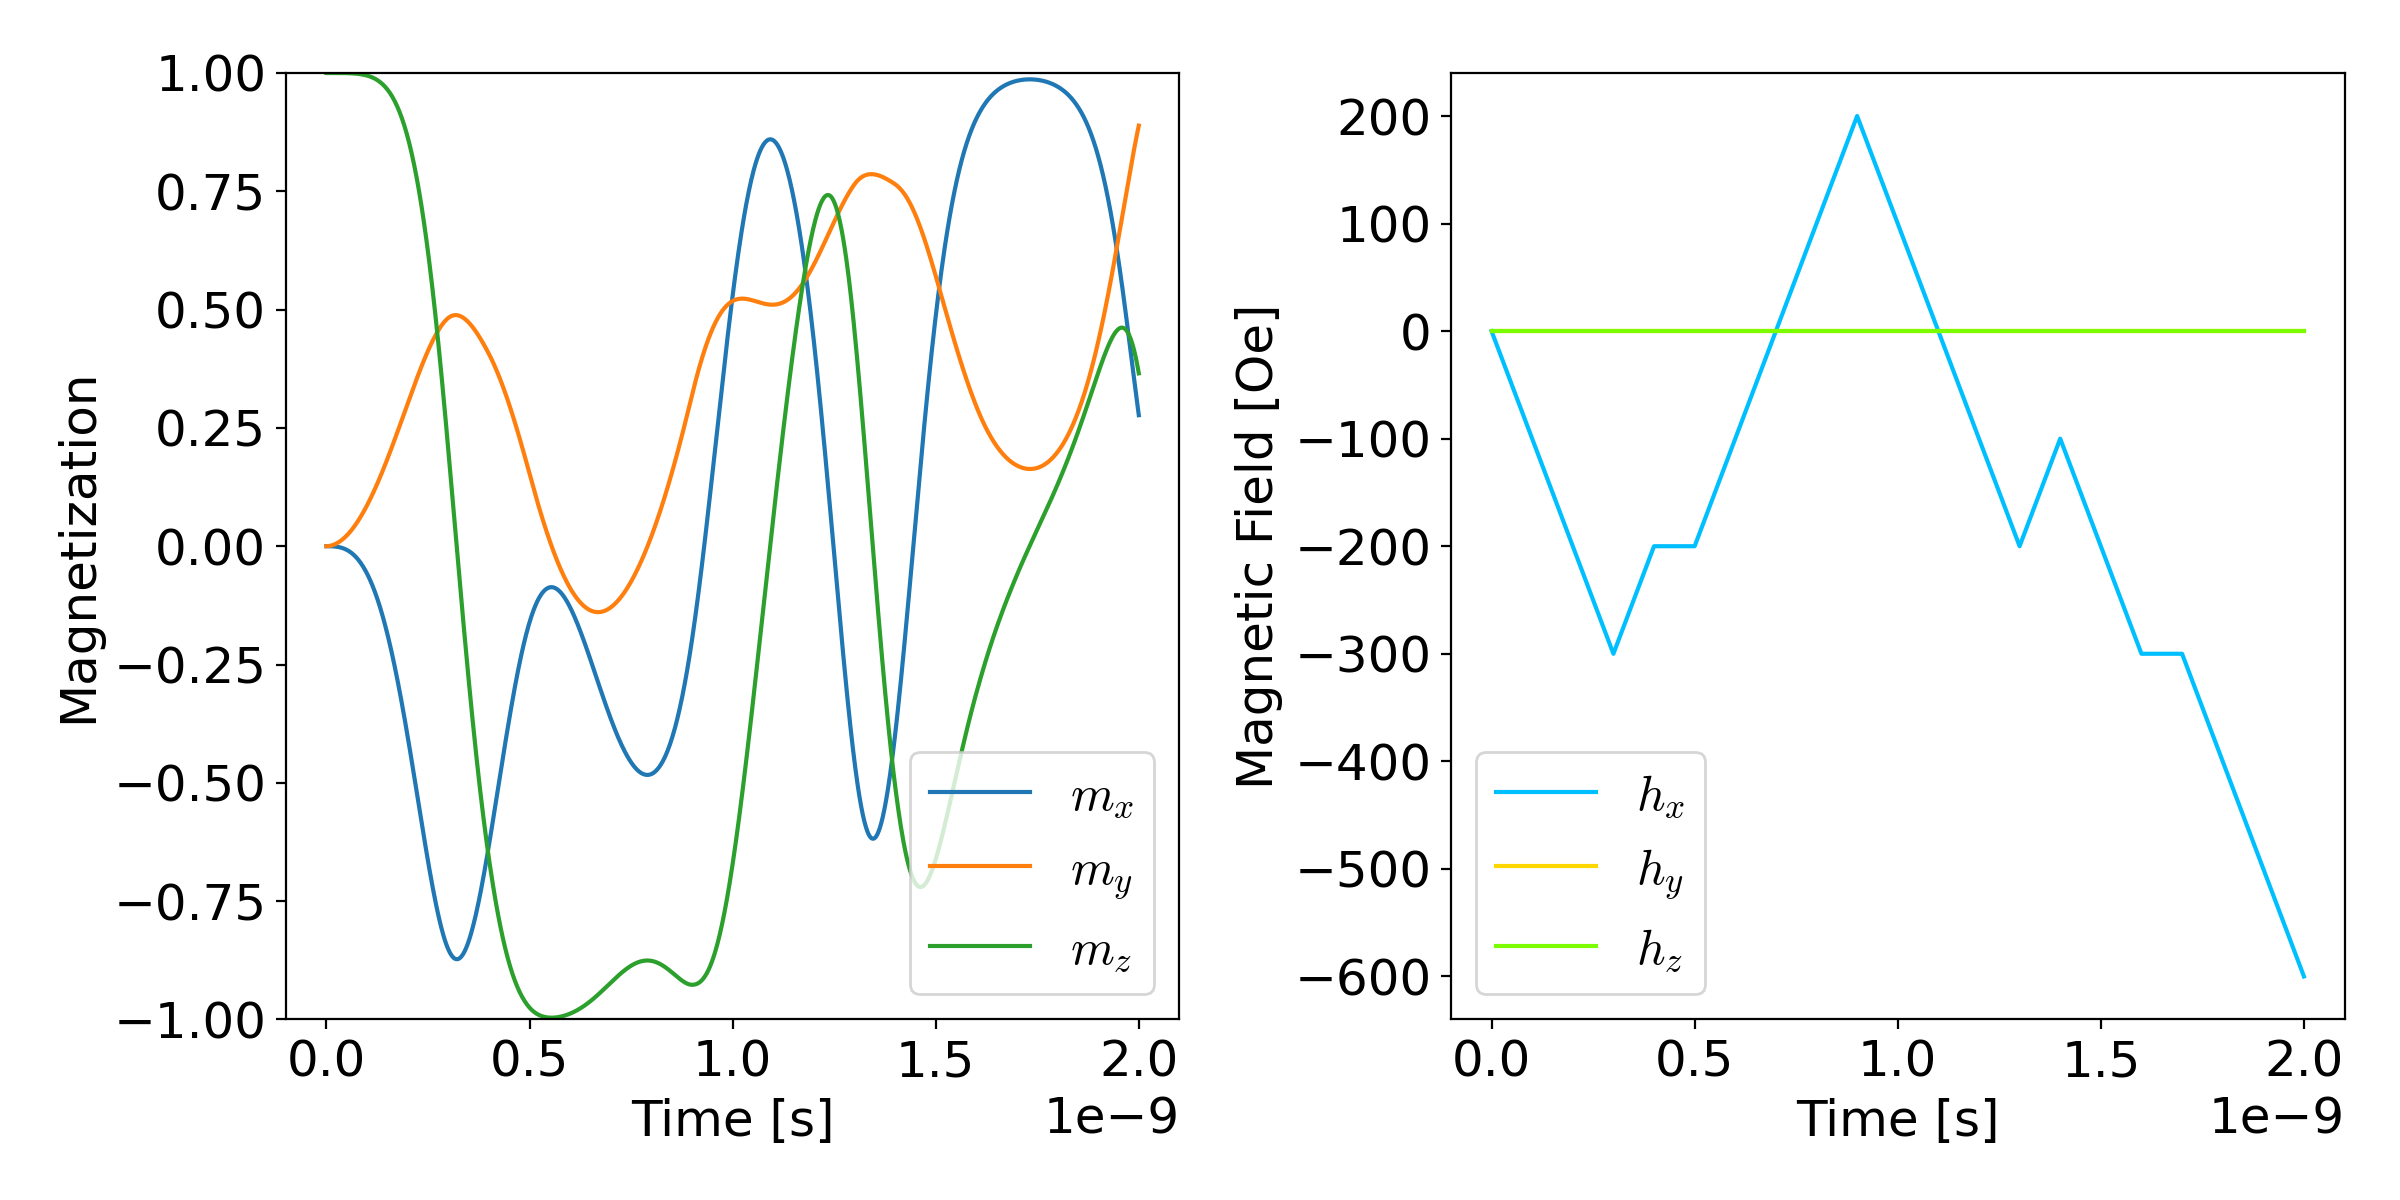 1.00
0.75
0.50
0.25
0.00
−0.25
−0.50
−0.75
−1.00
Magnetization
0.0 0.5 1.0 1.5 2.0
Time [s]
1e−9
m_x
m_y
m_z
200
100
0
−100
−200
−300
−400
−500
−600
Magnetic Field [Oe]
0.0 0.5 1.0 1.5 2.0
Time [s]
1e−9
h_x
h_y
h_z